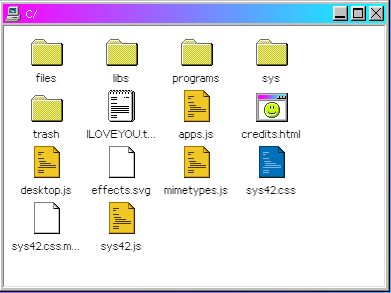 C/
files
libs
programs
sys
trash
ILOVEYOU.t...
apps.js
credits.html
desktop.js
effects.svg
mimetypes.js
sys42.css
sys42.css.m...
sys42.js